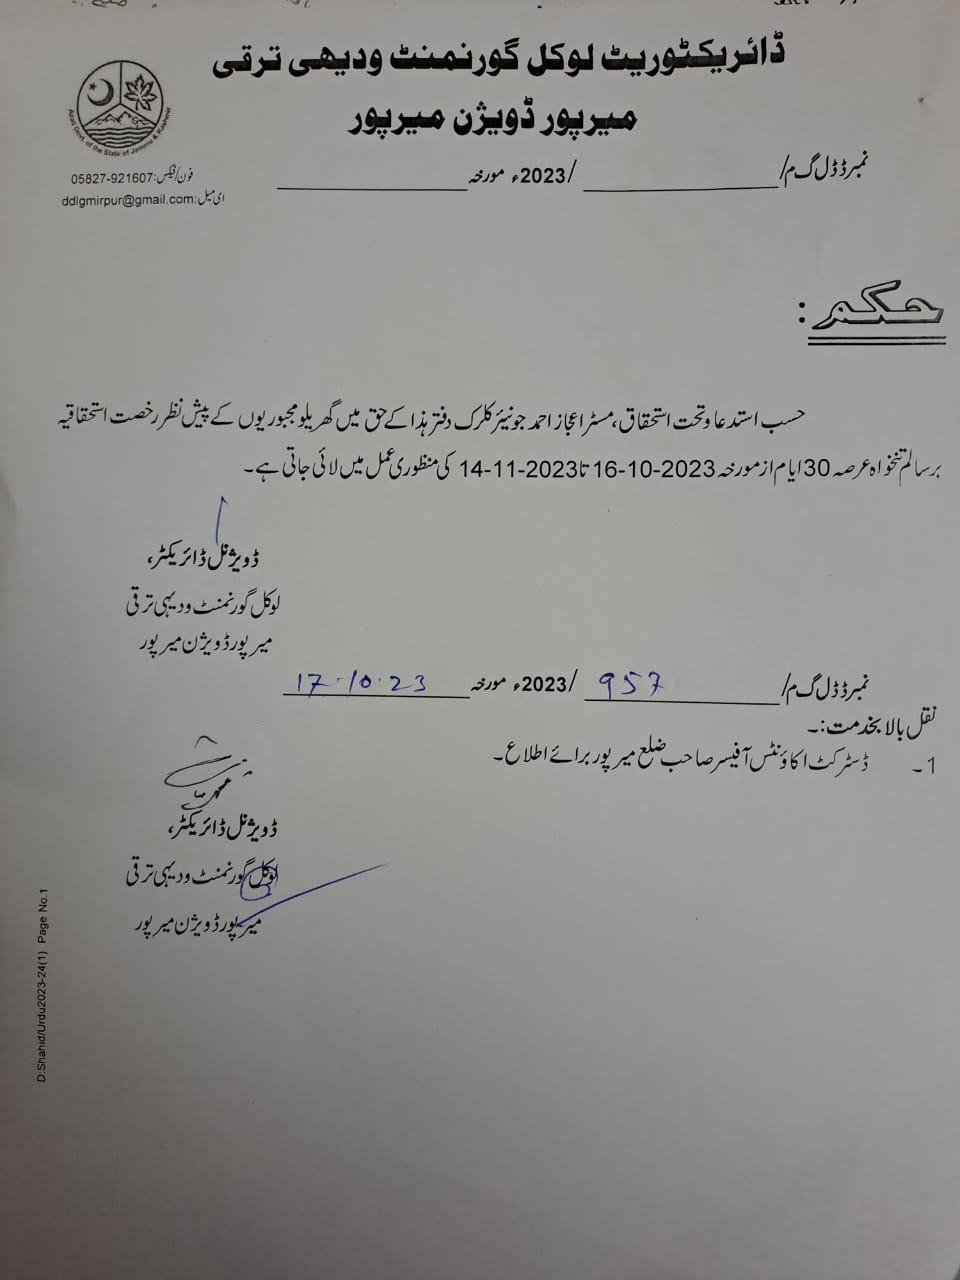 ڈائریکٹوریٹ لوکل گورنمنٹ ودیھی ترقی
میرپور ڈویژن میرپور
Azad Govt. of the State of Jammu & Kashmir
نمبرڈڈل گ م/ ____________ /2023ء مورخہ ____________
فون/فیکس:05827-921607
ای میل:ddlgmirpur@gmail.com
حکم :
حسب استدعا وتحت استحقاق، مسٹر اعجاز احمد جونیئر کلرک دفتر ہذا کے حق میں گھریلو مجبوریوں کے پیش نظر رخصت استحقاقیہ
برسالم تنخواہ عرصہ 30 ایام از مورخہ 16-10-2023 تا 14-11-2023 کی منظوری عمل میں لائی جاتی ہے۔
ڈویژنل ڈائریکٹر،
لوکل گورنمنٹ ودیہی ترقی
میرپور ڈویژن میرپور
نمبرڈڈل گ م/ 957 /2023ء مورخہ 17-10-23
نقل بالا بخدمت:۔
1۔ ڈسٹرکٹ اکاؤنٹس آفیسر صاحب ضلع میرپور برائے اطلاع۔
ڈویژنل ڈائریکٹر،
لوکل گورنمنٹ ودیہی ترقی
میرپور ڈویژن میرپور
D:Shahid/Urdu2023-24(1) Page No.1